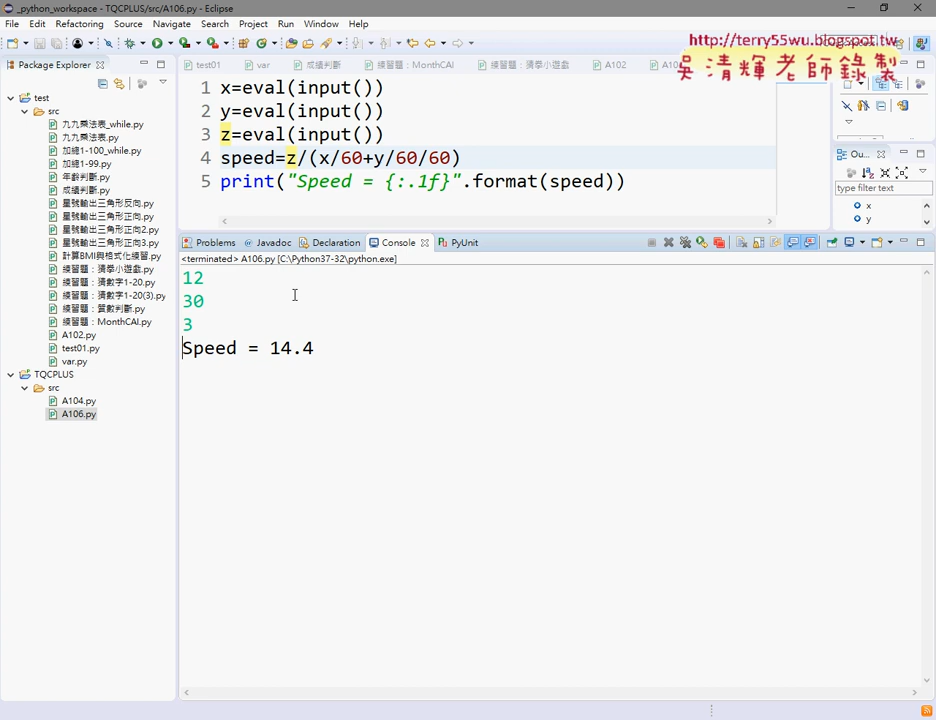 _python_workspace - TQCPLUS/src/A106.py - Eclipse
File Edit Refactoring Source Navigate Search Project Run Window Help
http://terry55wu.blogspot.tw
吳清輝老師錄製
Package Explorer
test01 var 成績判斷 練習題：MonthCAI 練習題：猜學小遊戲 A102
test
src
九九乘法表_while.py
九九乘法表.py
加總1-100_while.py
加總1-99.py
年齡判斷.py
成績判斷.py
星號輸出三角形反向.py
星號輸出三角形正向.py
星號輸出三角形正向2.py
星號輸出三角形正向3.py
計算BMI與格式化練習.py
練習題：猜學小遊戲.py
練習題：猜數字1-20.py
練習題：猜數字1-20(3).py
練習題：質數判斷.py
練習題：MonthCAI.py
A102.py
test01.py
var.py
TQCPLUS
src
A104.py
A106.py
1 x=eval(input())
2 y=eval(input())
3 z=eval(input())
4 speed=z/(x/60+y/60/60)
5 print("Speed = {:.1f}".format(speed))
Ou...
type filter text
x
y
Problems Javadoc Declaration Console PyUnit
<terminated> A106.py [C:\Python37-32\python.exe]
12
30
3
Speed = 14.4